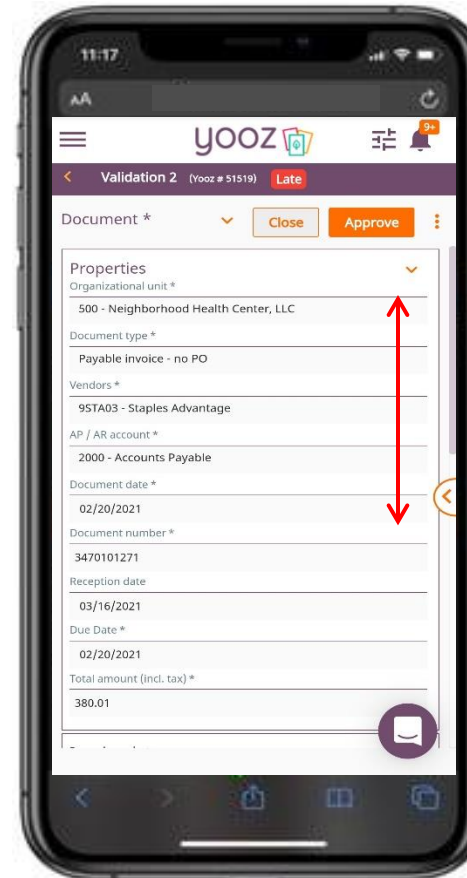 11:17
AA
yooz
9+
Validation 2 (Yooz # 51519) Late
Document * Close Approve
Properties
Organizational unit *
500 - Neighborhood Health Center, LLC
Document type *
Payable invoice - no PO
Vendors *
9STA03 - Staples Advantage
AP / AR account *
2000 - Accounts Payable
Document date *
02/20/2021
Document number *
3470101271
Reception date
03/16/2021
Due Date *
02/20/2021
Total amount (incl. tax) *
380.01